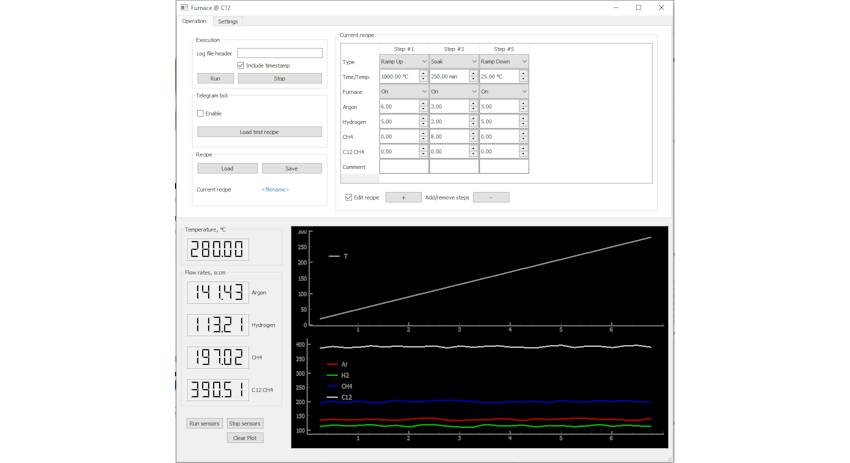 Furnace @ C12
Operation Settings
Execution
Log file header
Include timestamp
Run Stop
Telegram bot
Enable
Load test recipe
Recipe
Load Save
Current recipe <filename>
Current recipe
Step #1 Step #3 Step #5
Type Ramp Up Soak Ramp Down
Time/Temp. 1000.00 °C 250.00 min 25.00 °C
Furnace On On On
Argon 6.00 3.00 5.00
Hydrogen 5.00 2.00 5.00
CH4 0.00 8.00 0.00
C12 CH4 0.00 0.00 0.00
Comment
Edit recipe + Add/remove steps -
Temperature, °C
280.00
Flow rates, sccm
141.43 Argon
113.21 Hydrogen
197.02 CH4
390.51 C12 CH4
Run sensors Stop sensors
Clear Plot
300
250
200
150
100
50
0
T
1 2 3 4 5 6
400
350
300
250
200
150
100
Ar
H2
CH4
C12
1 2 3 4 5 6